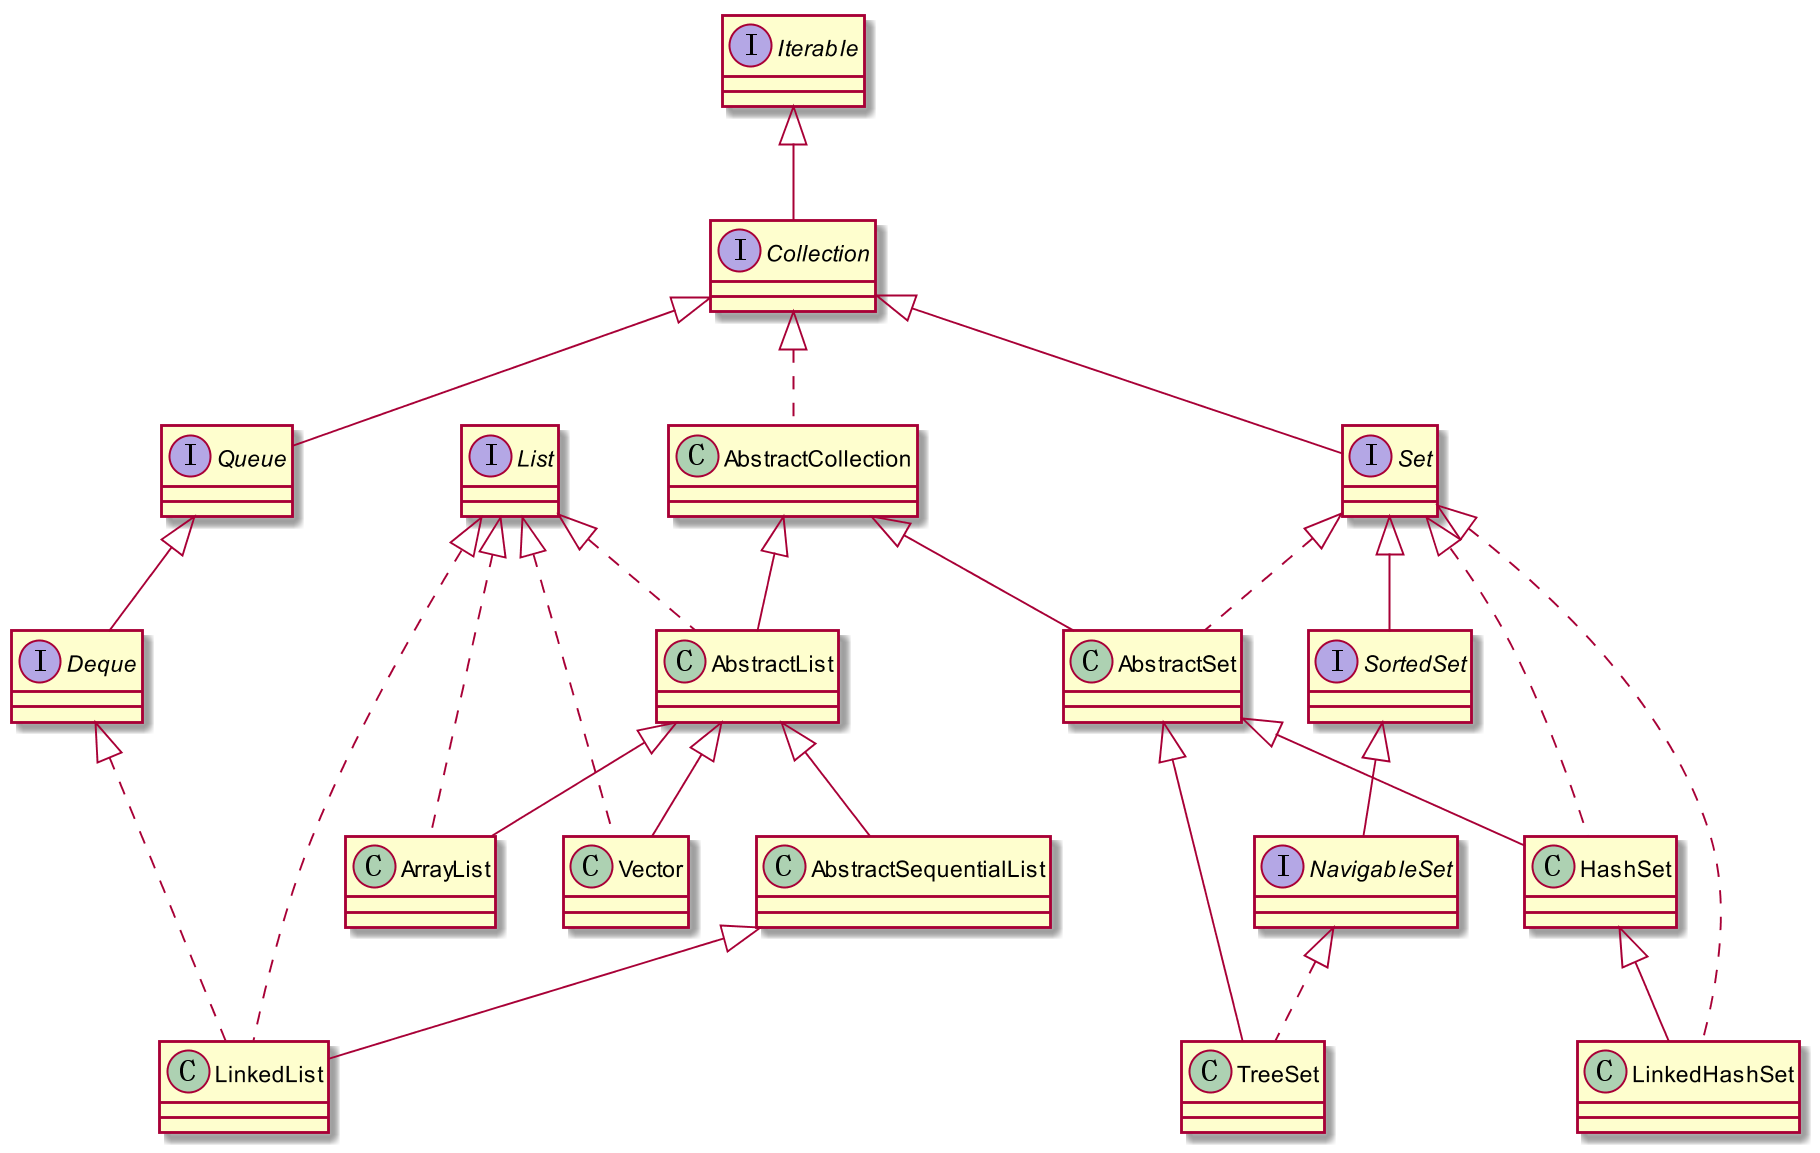 I Iterable
I Collection
I Queue
I List
C AbstractCollection
I Set
I Deque
C AbstractList
C AbstractSet
I SortedSet
C ArrayList
C Vector
C AbstractSequentialList
I NavigableSet
C HashSet
C LinkedList
C TreeSet
C LinkedHashSet